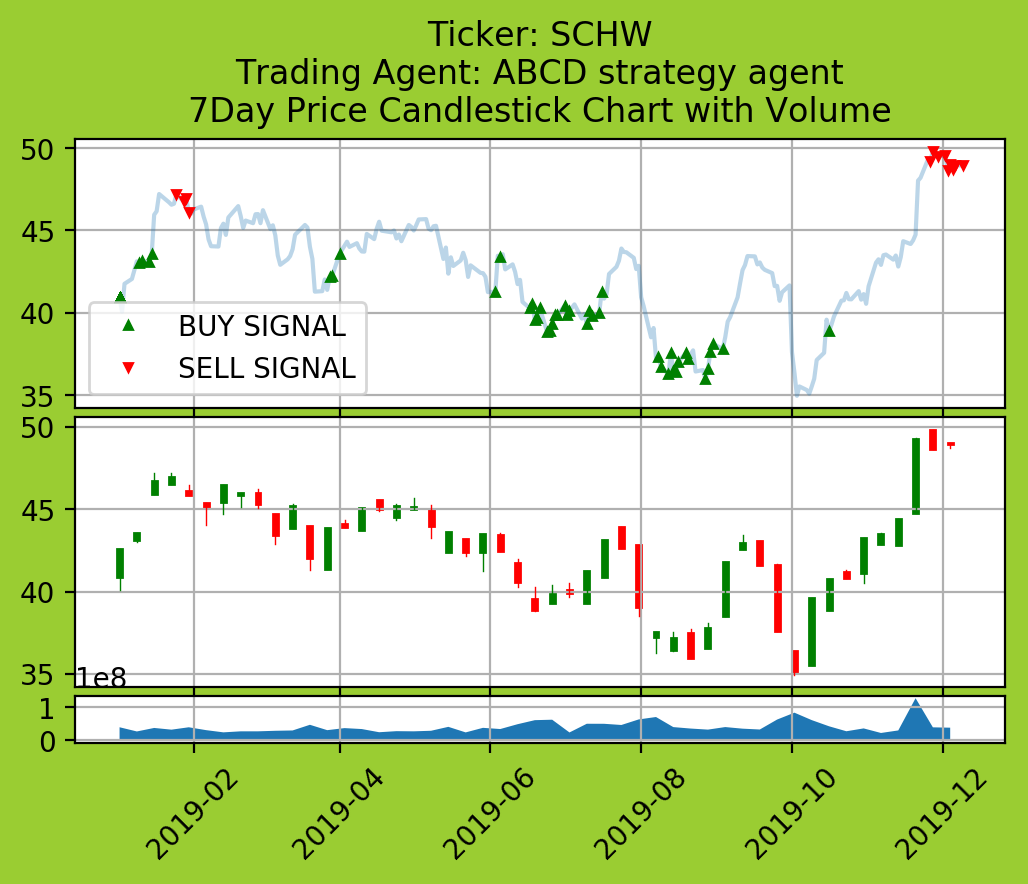 Ticker: SCHW
Trading Agent: ABCD strategy agent
7Day Price Candlestick Chart with Volume
50
45
40
35
BUY SIGNAL
SELL SIGNAL
50
45
40
35
1e8
1
0
2019-02
2019-04
2019-06
2019-08
2019-10
2019-12